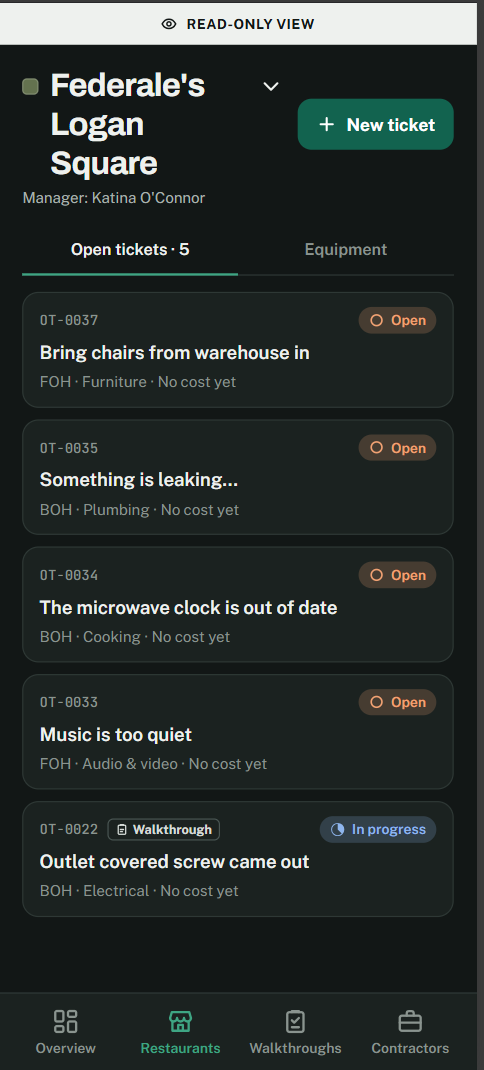 READ-ONLY VIEW
Federale's
Logan
Square
New ticket
Manager: Katina O'Connor
Open tickets · 5
Equipment
OT-0037
Open
Bring chairs from warehouse in
FOH · Furniture · No cost yet
OT-0035
Open
Something is leaking...
BOH · Plumbing · No cost yet
OT-0034
Open
The microwave clock is out of date
BOH · Cooking · No cost yet
OT-0033
Open
Music is too quiet
FOH · Audio & video · No cost yet
OT-0022
Walkthrough
In progress
Outlet covered screw came out
BOH · Electrical · No cost yet
Overview
Restaurants
Walkthroughs
Contractors